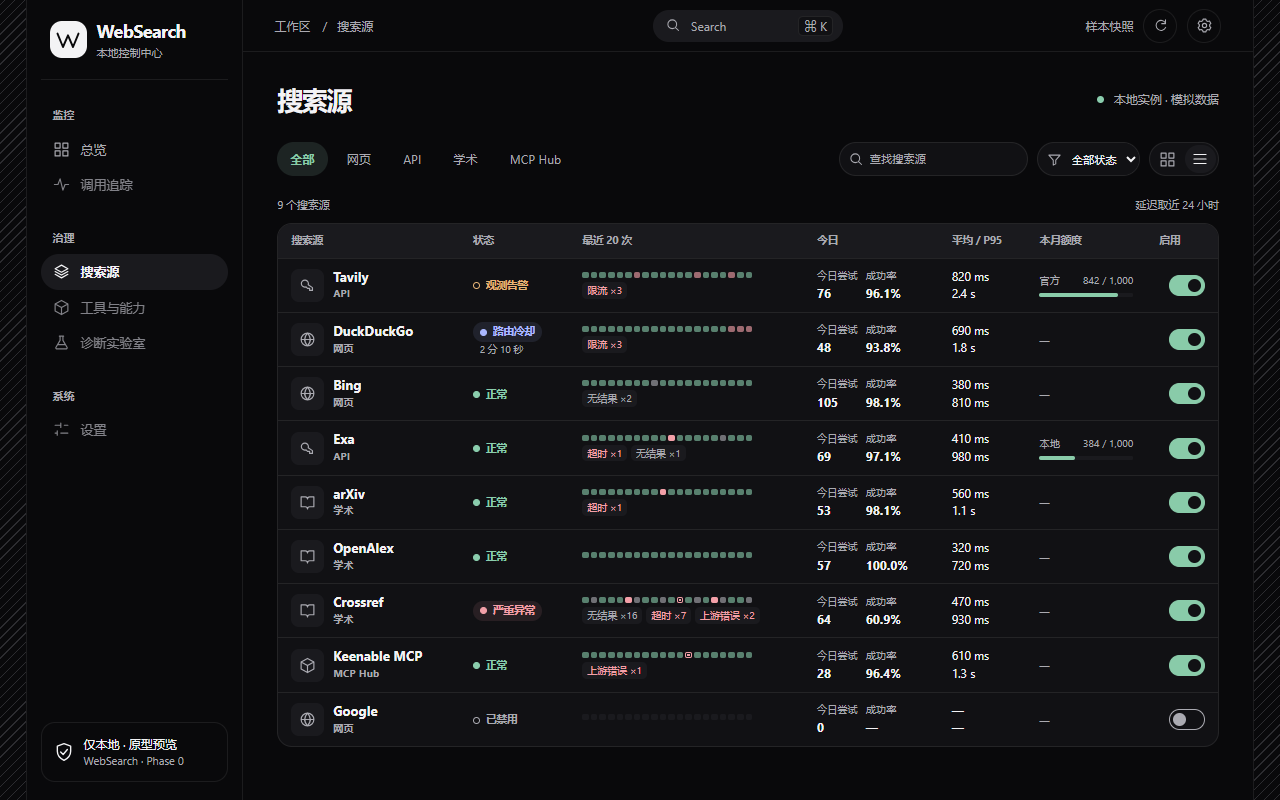 WebSearch
本地控制中心
监控
总览
调用追踪
治理
搜索源
工具与能力
诊断实验室
系统
设置
仅本地 · 原型预览
WebSearch · Phase 0
工作区 / 搜索源
Search ⌘ K
样本快照
搜索源
本地实例 · 模拟数据
全部 网页 API 学术 MCP Hub
查找搜索源
全部状态
9 个搜索源
延迟取近 24 小时
搜索源 状态 最近 20 次 今日 平均 / P95 本月额度 启用
Tavily
API
观测告警
限流 ×3
今日尝试 成功率
76 96.1%
820 ms
2.4 s
官方 842 / 1,000
DuckDuckGo
网页
路由冷却
2 分 10 秒
限流 ×3
今日尝试 成功率
48 93.8%
690 ms
1.8 s
—
Bing
网页
正常
无结果 ×2
今日尝试 成功率
105 98.1%
380 ms
810 ms
—
Exa
API
正常
超时 ×1 无结果 ×1
今日尝试 成功率
69 97.1%
410 ms
980 ms
本地 384 / 1,000
arXiv
学术
正常
超时 ×1
今日尝试 成功率
53 98.1%
560 ms
1.1 s
—
OpenAlex
学术
正常
今日尝试 成功率
57 100.0%
320 ms
720 ms
—
Crossref
学术
严重异常
无结果 ×16 超时 ×7 上游错误 ×2
今日尝试 成功率
64 60.9%
470 ms
930 ms
—
Keenable MCP
MCP Hub
正常
上游错误 ×1
今日尝试 成功率
28 96.4%
610 ms
1.3 s
—
Google
网页
已禁用
今日尝试 成功率
0 —
—
—
—